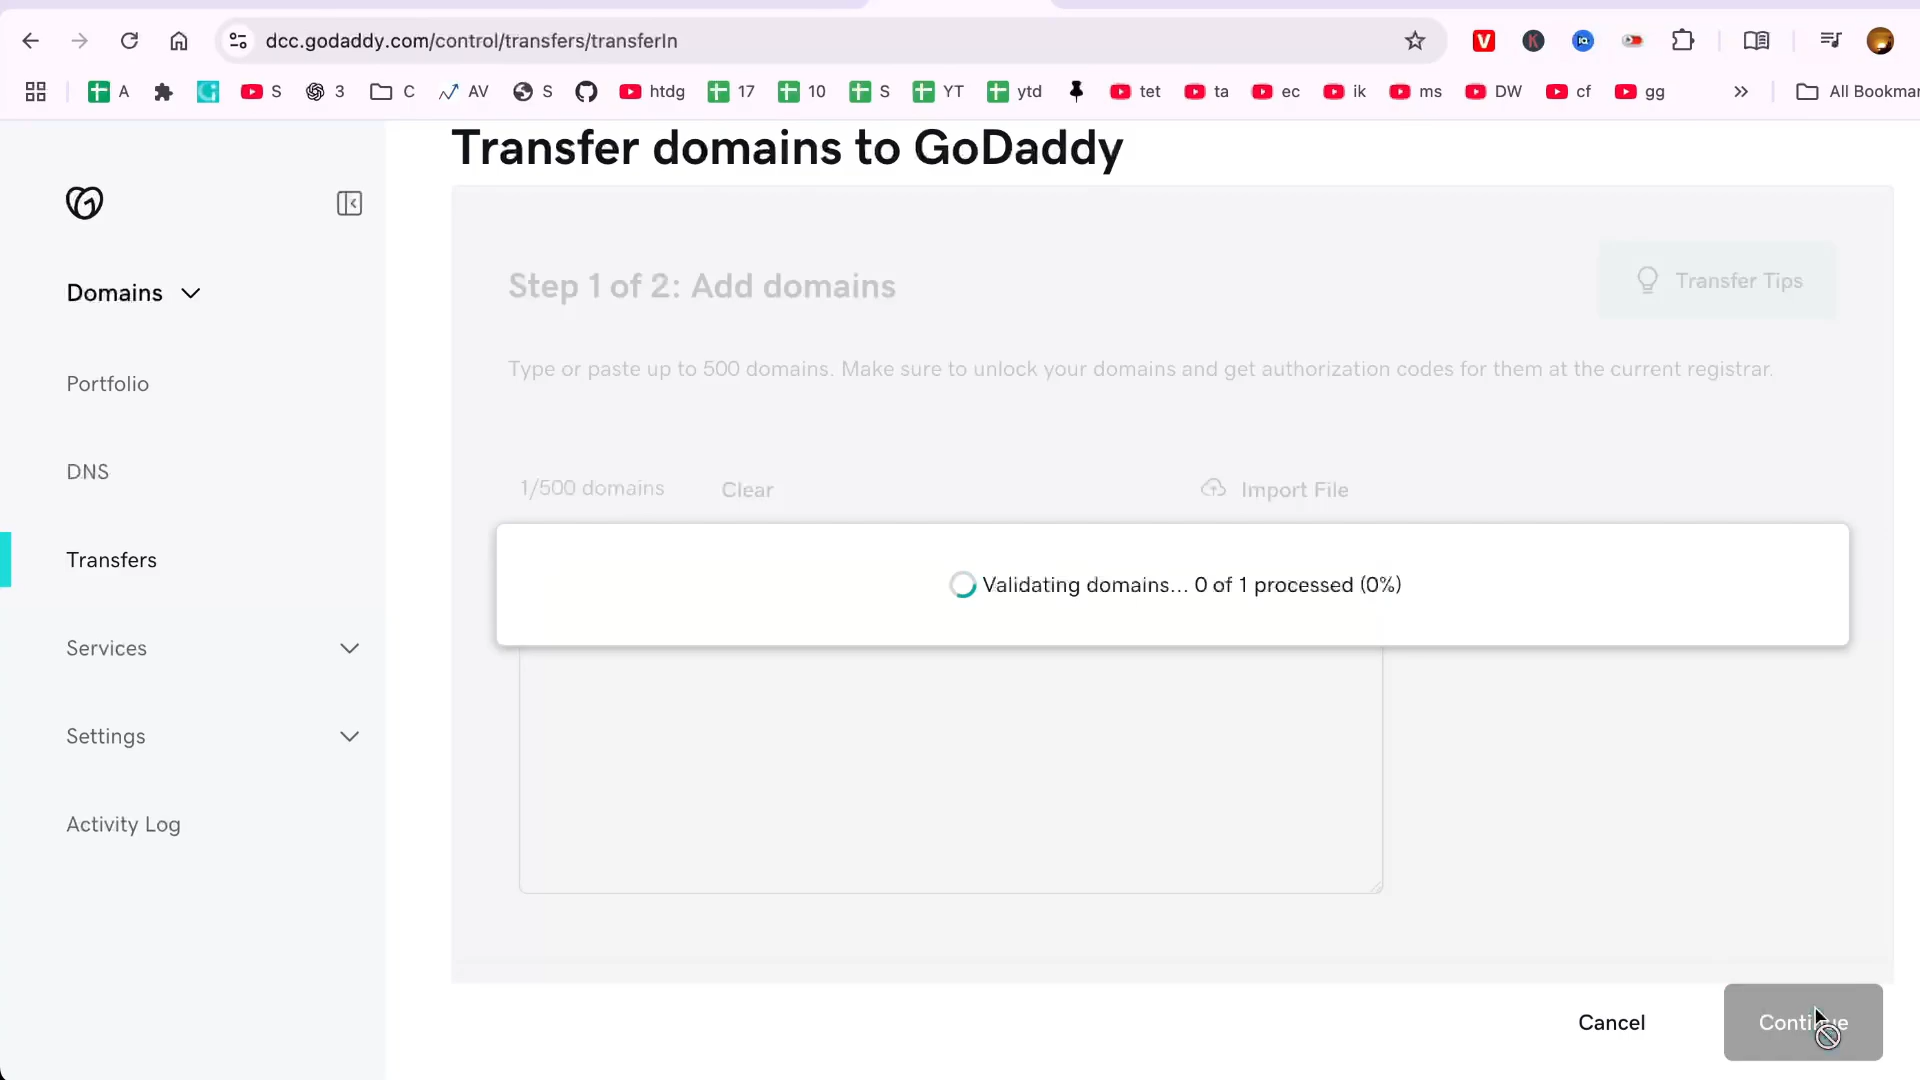 dcc.godaddy.com/control/transfers/transferIn
A S 3 C AV S htdg 17 10 S YT ytd tet ta ec ik ms DW cf gg All Bookmar
Transfer domains to GoDaddy
Domains
Portfolio
DNS
Transfers
Services
Settings
Activity Log
Step 1 of 2: Add domains
Transfer Tips
Type or paste up to 500 domains. Make sure to unlock your domains and get authorization codes for them at the current registrar.
1/500 domains Clear Import File
Validating domains... 0 of 1 processed (0%)
Cancel Continue